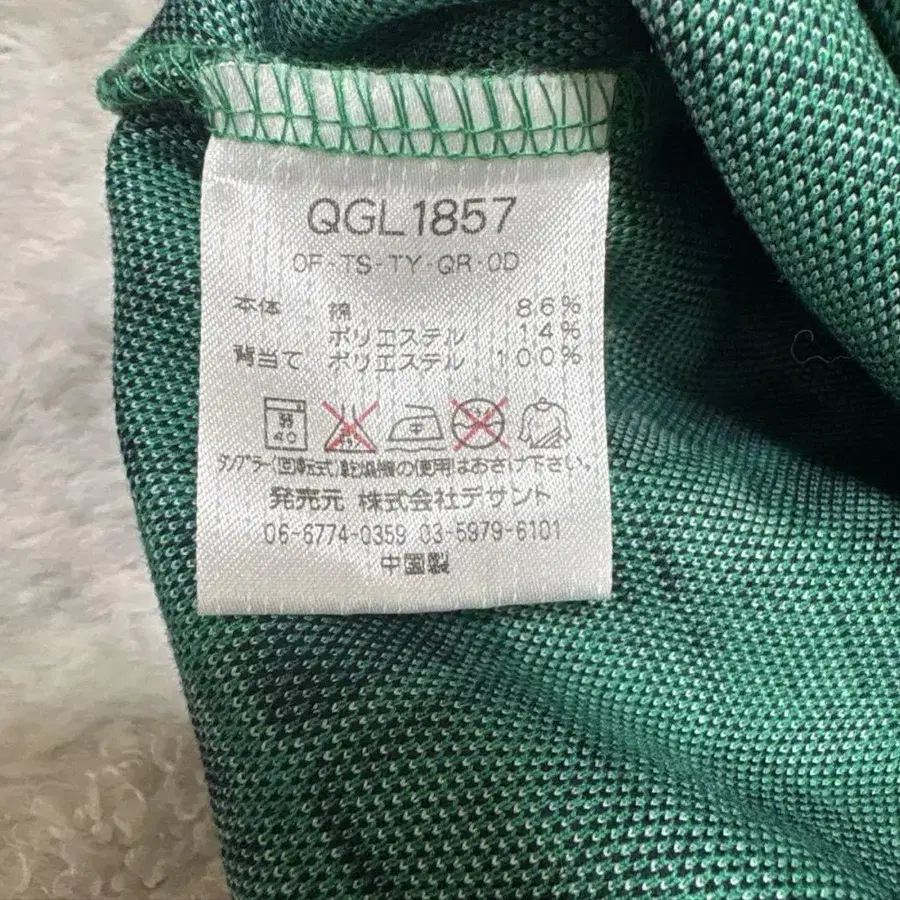 QGL1857
OF-TS-TY-QR-OD
本体 綿 86%
ポリエステル 14%
背当て ポリエステル 100%
弱 40 中
タンブラー(回転式)乾燥機の使用はおさけ下さい。
発売元 株式会社デサント
06-6774-0359 03-5979-6101
中国製